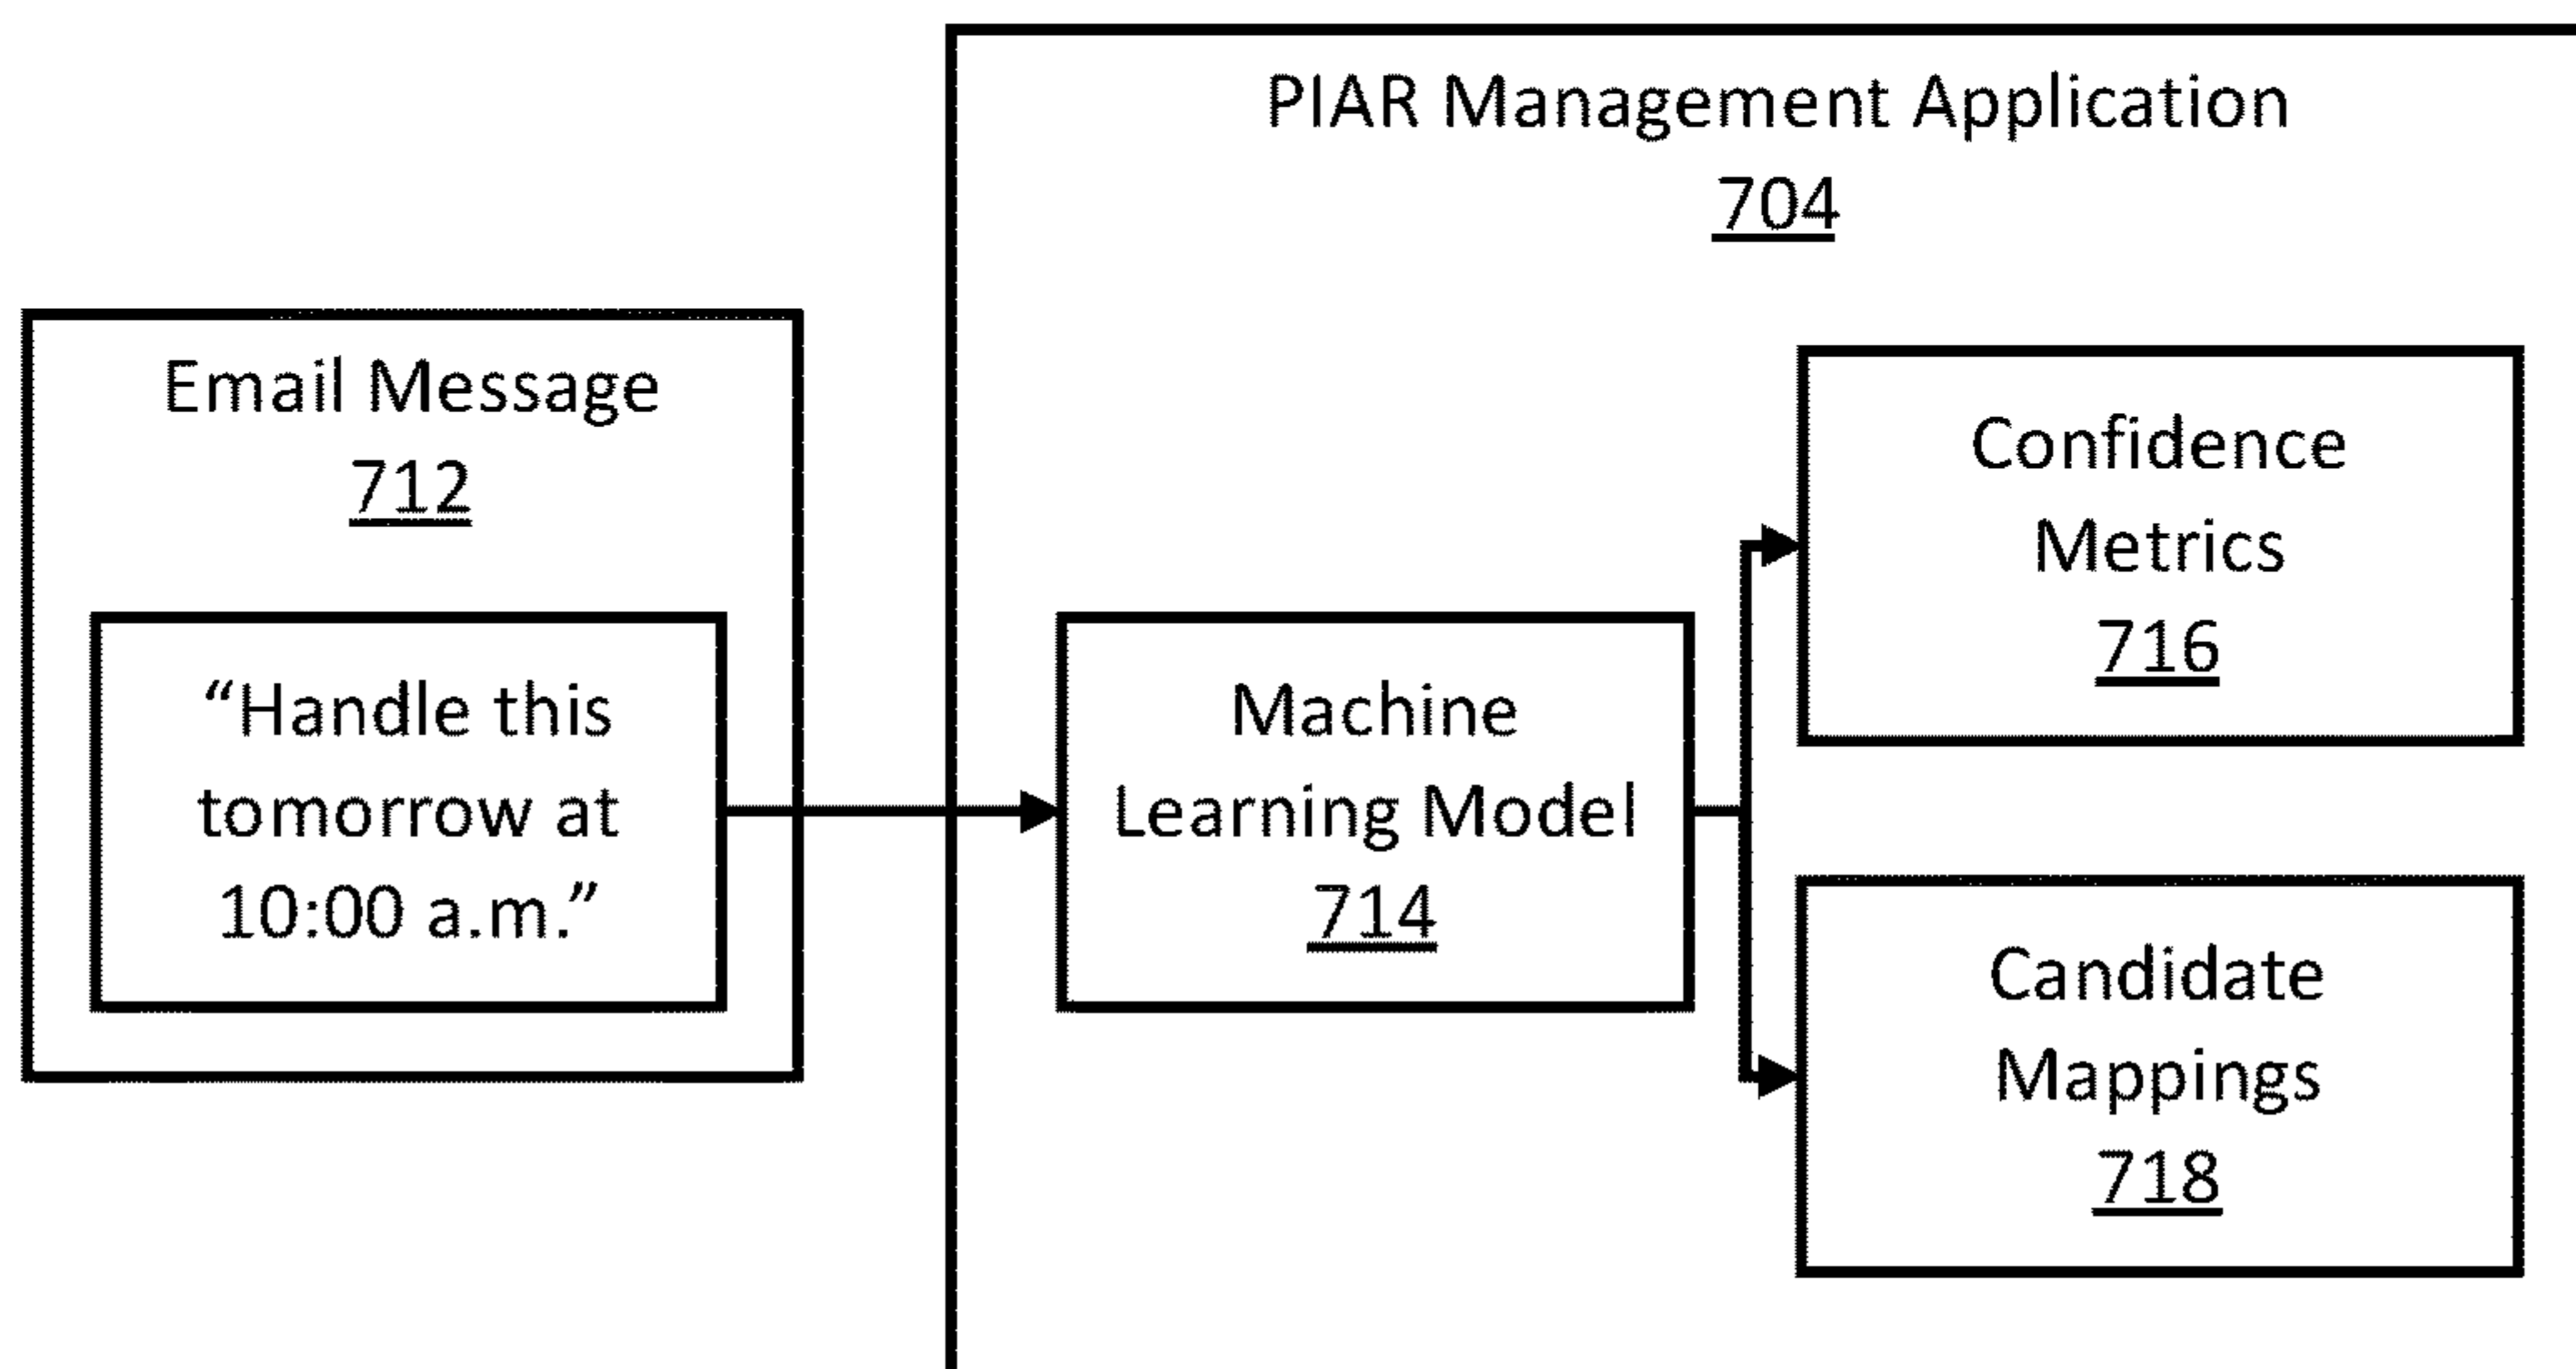 PIAR Management Application
704
Email Message
712
“Handle this
tomorrow at
10:00 a.m.”
Machine
Learning Model
714
Confidence
Metrics
716
Candidate
Mappings
718